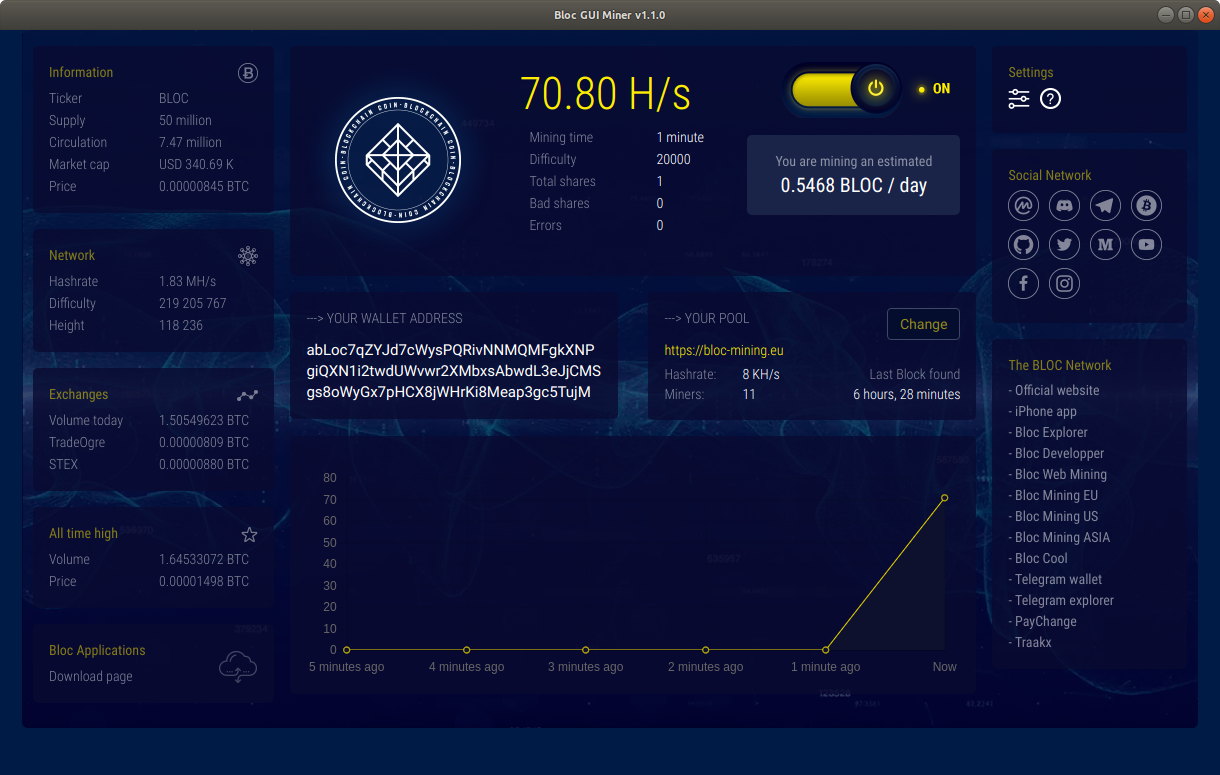 Bloc GUI Miner v1.1.0
Information
Ticker BLOC
Supply 50 million
Circulation 7.47 million
Market cap USD 340.69 K
Price 0.00000845 BTC
Network
Hashrate 1.83 MH/s
Difficulty 219 205 767
Height 118 236
Exchanges
Volume today 1.50549623 BTC
TradeOgre 0.00000809 BTC
STEX 0.00000880 BTC
All time high
Volume 1.64533072 BTC
Price 0.00001498 BTC
Bloc Applications
Download page
COIN-BLOCKCHAIN COIN-BLOCKCHAIN COIN-BLOCKCHAIN
70.80 H/s
Mining time 1 minute
Difficulty 20000
Total shares 1
Bad shares 0
Errors 0
ON
You are mining an estimated
0.5468 BLOC / day
---> YOUR WALLET ADDRESS
abLoc7qZYJd7cWysPQRivNNMQMFgkXNP
giQXN1i2twdUWvwr2XMbxsAbwdL3eJjCMS
gs8oWyGx7pHCX8jWHrKi8Meap3gc5TujM
---> YOUR POOL
Change
https://bloc-mining.eu
Hashrate: 8 KH/s Last Block found
Miners: 11 6 hours, 28 minutes
80
70
60
50
40
30
20
10
0
5 minutes ago 4 minutes ago 3 minutes ago 2 minutes ago 1 minute ago Now
Settings
?
Social Network
The BLOC Network
- Official website
- iPhone app
- Bloc Explorer
- Bloc Developper
- Bloc Web Mining
- Bloc Mining EU
- Bloc Mining US
- Bloc Mining ASIA
- Bloc Cool
- Telegram wallet
- Telegram explorer
- PayChange
- Traakx